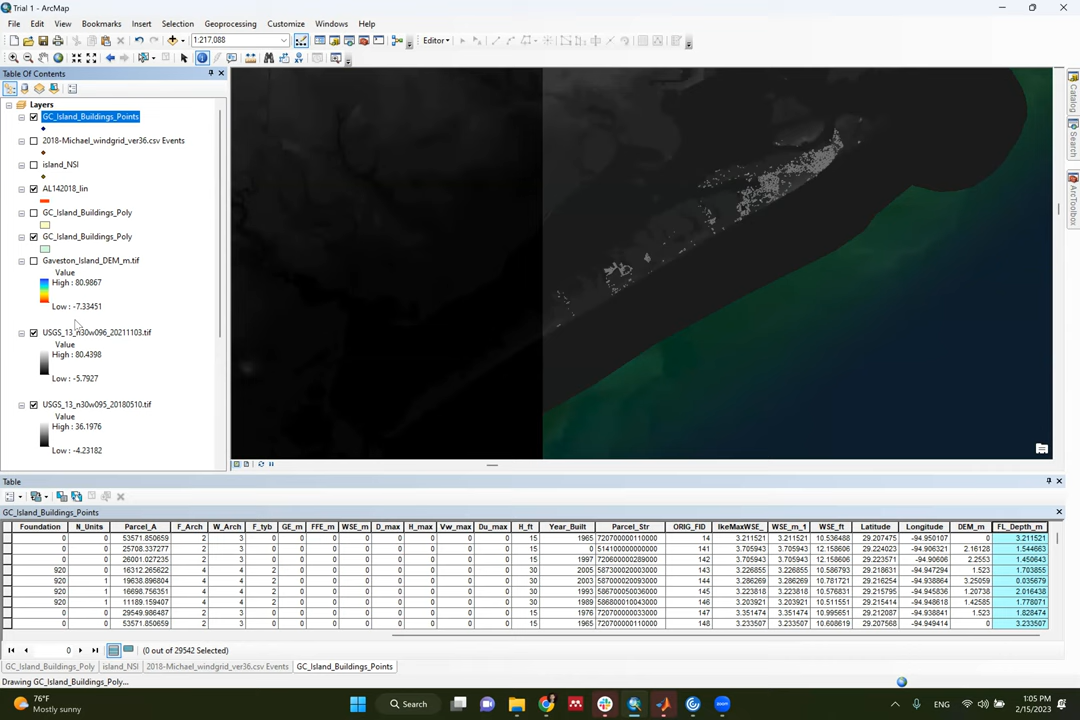 Trial 1 - ArcMap
File Edit View Bookmarks Insert Selection Geoprocessing Customize Windows Help
1:217,088
Editor
Table Of Contents
Layers
GC_Island_Buildings_Points
2018-Michael_windgrid_ver36.csv Events
island_NSI
AL142018_lin
GC_Island_Buildings_Poly
GC_Island_Buildings_Poly
Gaveston_Island_DEM_m.tif
Value
High : 80.9867
Low : -7.33451
USGS_13_n30w096_20211103.tif
Value
High : 80.4398
Low : -5.7927
USGS_13_n30w095_20180510.tif
Value
High : 36.1976
Low : -4.23182
Catalog
Search
ArcToolbox
Table
GC_Island_Buildings_Points
Foundation N_Units Parcel_A F_Arch W_Arch F_tyb GE_m FFE_m WSE_m D_max H_max Vw_max Du_max H_ft Year_Built Parcel_Str ORIG_FID IkeMaxWSE_ WSE_m_1 WSE_ft Latitude Longitude DEM_m FL_Depth_m
0 0 53571.850659 2 3 0 0 0 0 0 0 0 0 15 1965 720700000110000 14 3.211521 3.211521 10.536488 29.207475 -94.950107 0 3.211521
0 0 25708.337277 2 3 0 0 0 0 0 0 0 0 15 0 514100000000000 141 3.705943 3.705943 12.158606 29.224023 -94.906321 2.16128 1.544663
0 0 26001.027235 2 3 0 0 0 0 0 0 0 0 15 1997 720600000289000 142 3.705943 3.705943 12.158606 29.223571 -94.90606 2.2553 1.450643
920 0 16312.265622 4 4 2 0 0 0 0 0 0 0 30 2005 587300000163000 143 3.226855 3.226855 10.586793 29.218630 -94.947294 1.523 1.703855
920 1 19638.896804 4 4 2 0 0 0 0 0 0 0 30 2003 587000020093000 144 3.286269 3.286269 10.781721 29.216254 -94.938864 3.25059 0.035679
920 1 16698.756351 4 4 2 0 0 0 0 0 0 0 30 1993 586700050036000 145 3.223818 3.223818 10.576831 29.215554 -94.945836 1.20738 2.016438
920 1 11189.159407 4 4 2 0 0 0 0 0 0 0 30 1989 586800010043000 146 3.203921 3.203921 10.511551 29.215414 -94.948618 1.42585 1.778071
0 0 29549.986487 2 3 0 0 0 0 0 0 0 0 15 1976 720700000113000 147 3.351474 3.351474 10.995651 29.212087 -94.938841 1.523 1.828474
0 0 53571.850659 2 3 0 0 0 0 0 0 0 0 15 1965 720700000110000 148 3.233507 3.233507 10.608619 29.207568 -94.949414 0 3.233507
0 (0 out of 29542 Selected)
GC_Island_Buildings_Poly island_NSI 2018-Michael_windgrid_ver36.csv Events GC_Island_Buildings_Points
Drawing GC_Island_Buildings_Poly...
76°F
Mostly sunny
Search
ENG
1:05 PM
2/15/2023